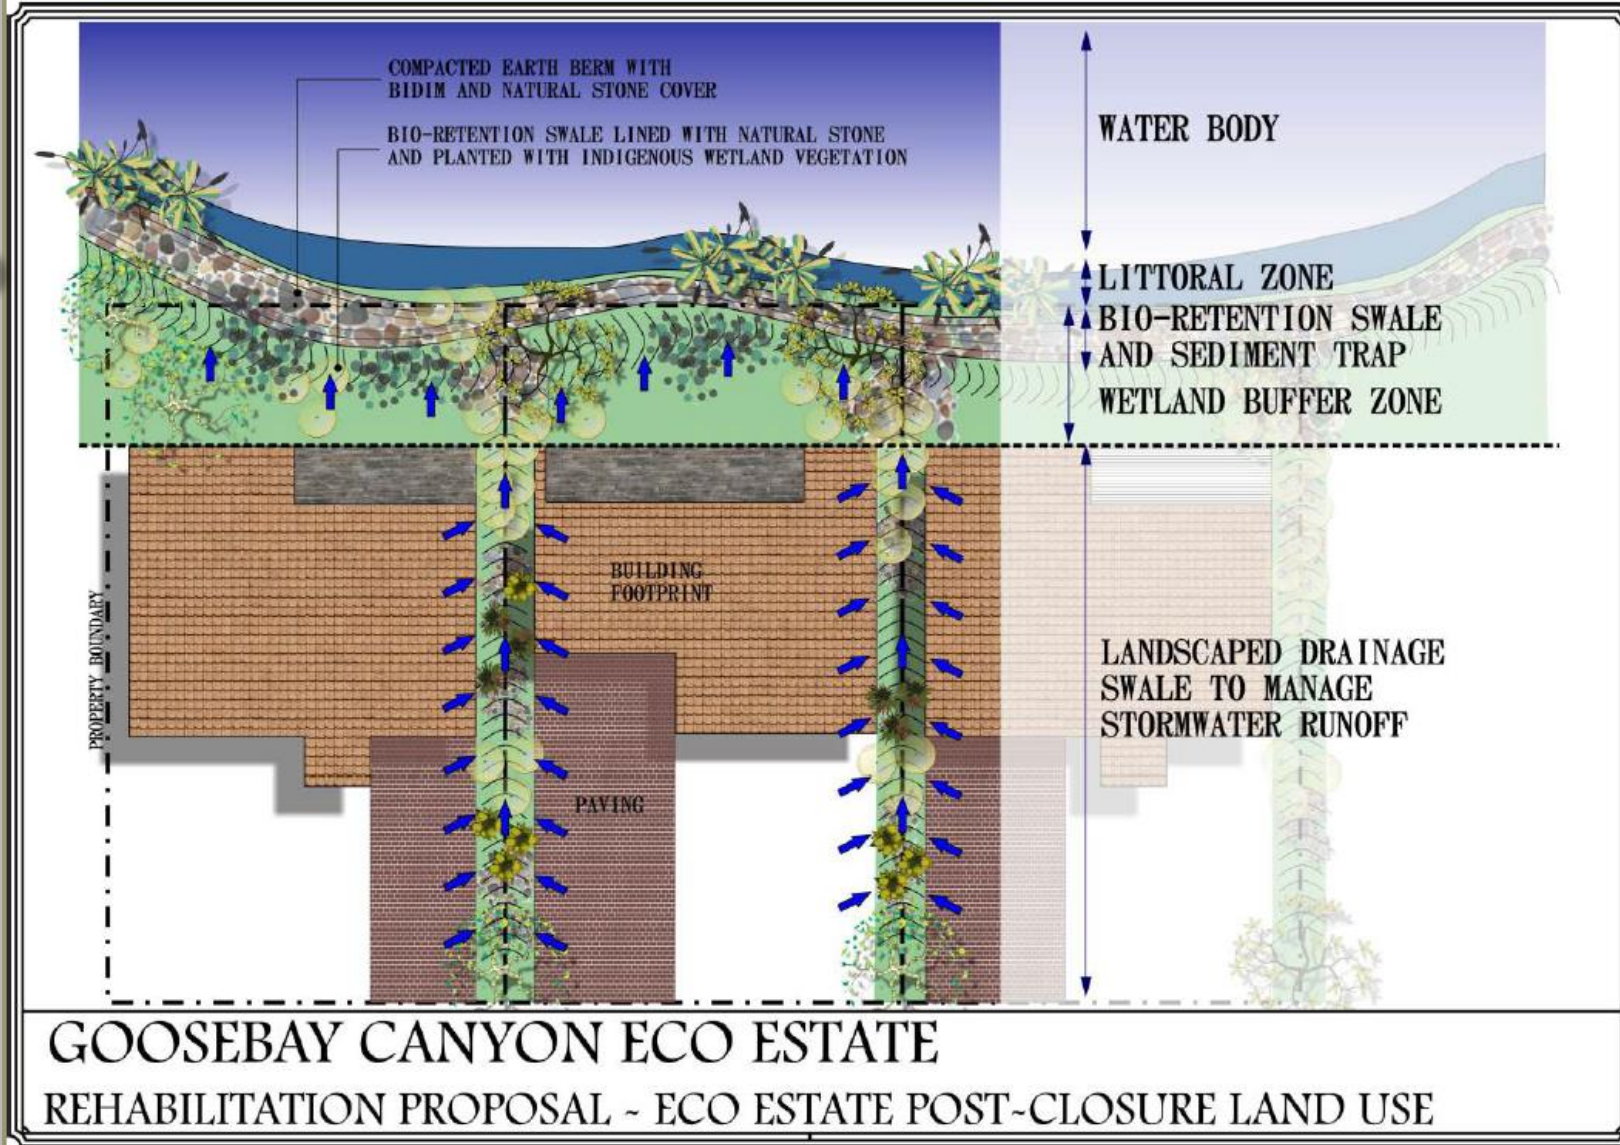 COMPACTED EARTH BERM WITH
BIDIM AND NATURAL STONE COVER
BIO-RETENTION SWALE LINED WITH NATURAL STONE
AND PLANTED WITH INDIGENOUS WETLAND VEGETATION
WATER BODY
LITTORAL ZONE
BIO-RETENTION SWALE
AND SEDIMENT TRAP
WETLAND BUFFER ZONE
BUILDING
FOOTPRINT
PROPERTY BOUNDARY
LANDSCAPED DRAINAGE
SWALE TO MANAGE
STORMWATER RUNOFF
PAVING
GOOSEBAY CANYON ECO ESTATE
REHABILITATION PROPOSAL - ECO ESTATE POST-CLOSURE LAND USE